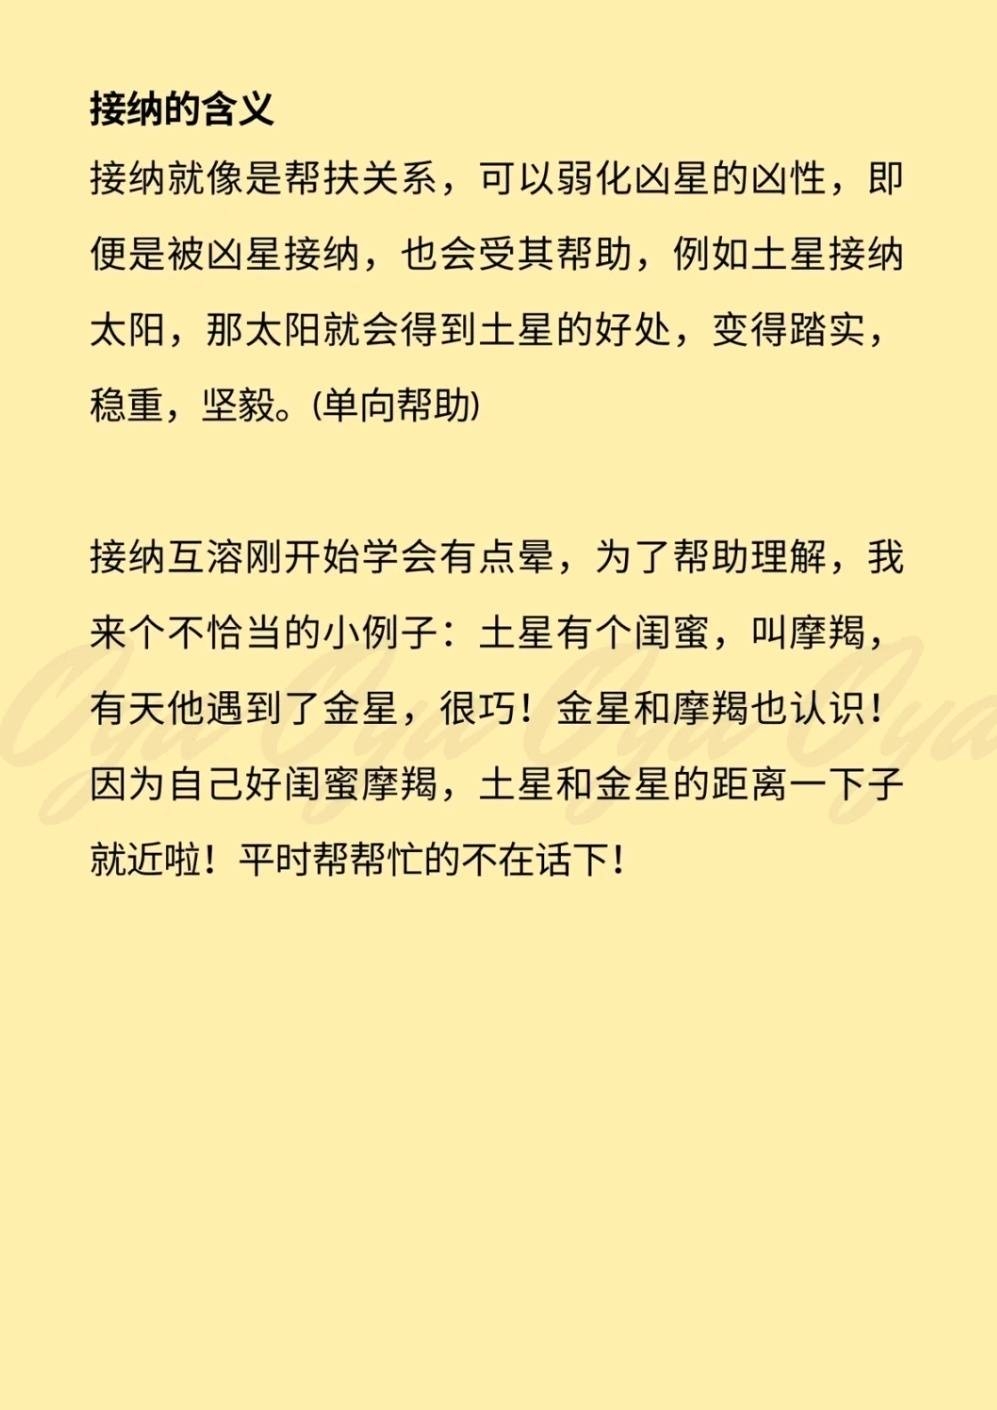 接纳的含义
接纳就像是帮扶关系，可以弱化凶星的凶性，即
便是被凶星接纳，也会受其帮助，例如土星接纳
太阳，那太阳就会得到土星的好处，变得踏实，
稳重，坚毅。(单向帮助)
接纳互溶刚开始学会有点晕，为了帮助理解，我
来个不恰当的小例子：土星有个闺蜜，叫摩羯，
有天他遇到了金星，很巧！金星和摩羯也认识！
因为自己好闺蜜摩羯，土星和金星的距离一下子
就近啦！平时帮帮忙的不在话下！
Oya Oya Oya Oya